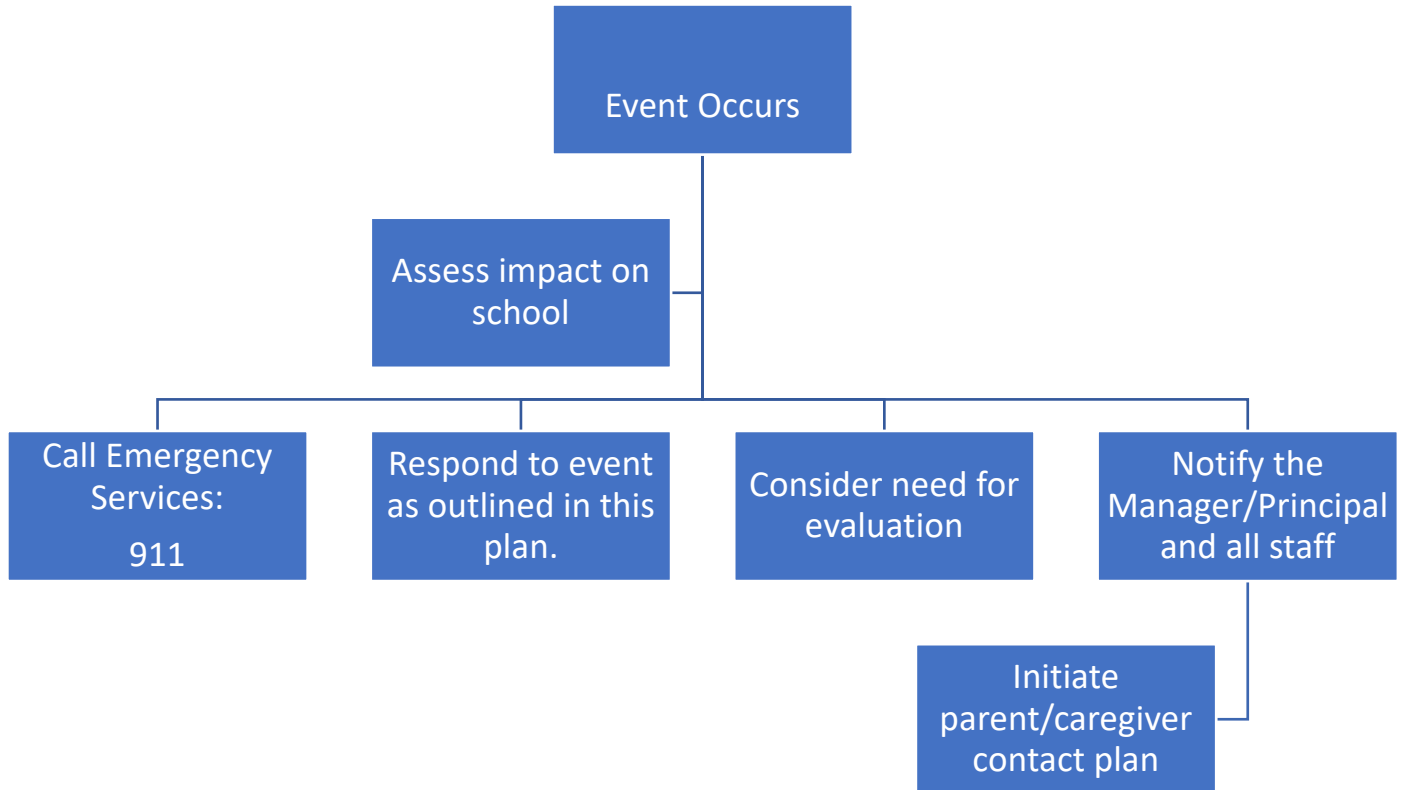 Event Occurs
Assess impact on
school
Call Emergency
Services:
911
Respond to event
as outlined in this
plan.
Consider need for
evaluation
Notify the
Manager/Principal
and all staff
Initiate
parent/caregiver
contact plan